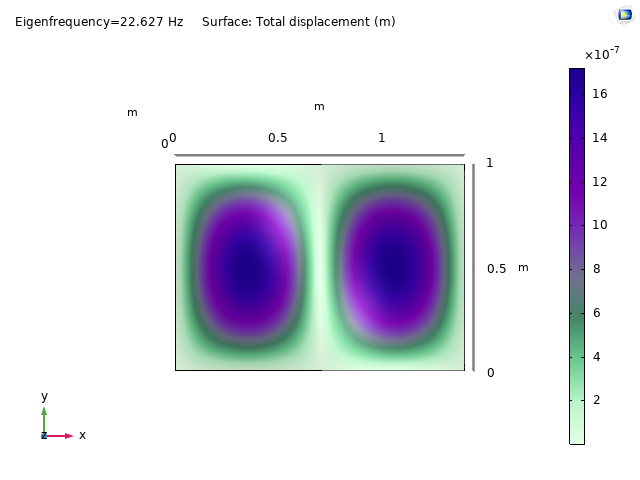 Eigenfrequency=22.627 Hz Surface: Total displacement (m)
×10⁻⁷
m
m
0
0
0.5
1
1
0.5
m
0
16
14
12
10
8
6
4
2
y
z
x